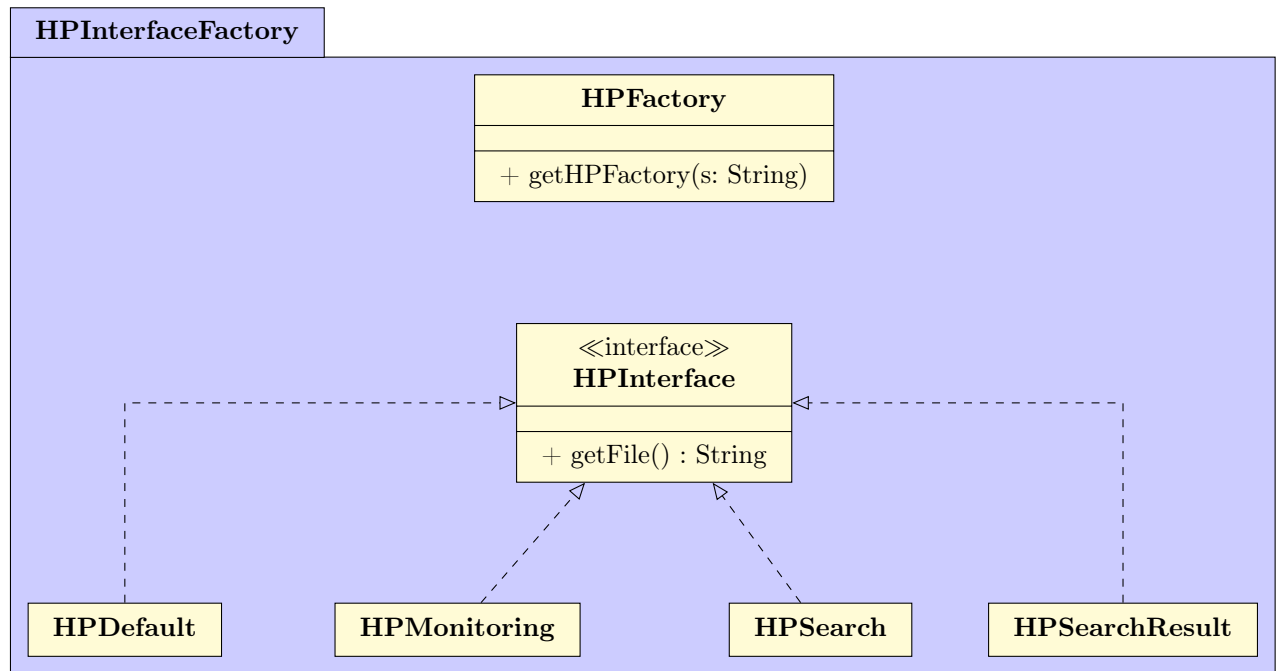 HPInterfaceFactory
HPFactory
+ getHPFactory(s: String)
≪interface≫
HPInterface
+ getFile() : String
HPDefault
HPMonitoring
HPSearch
HPSearchResult